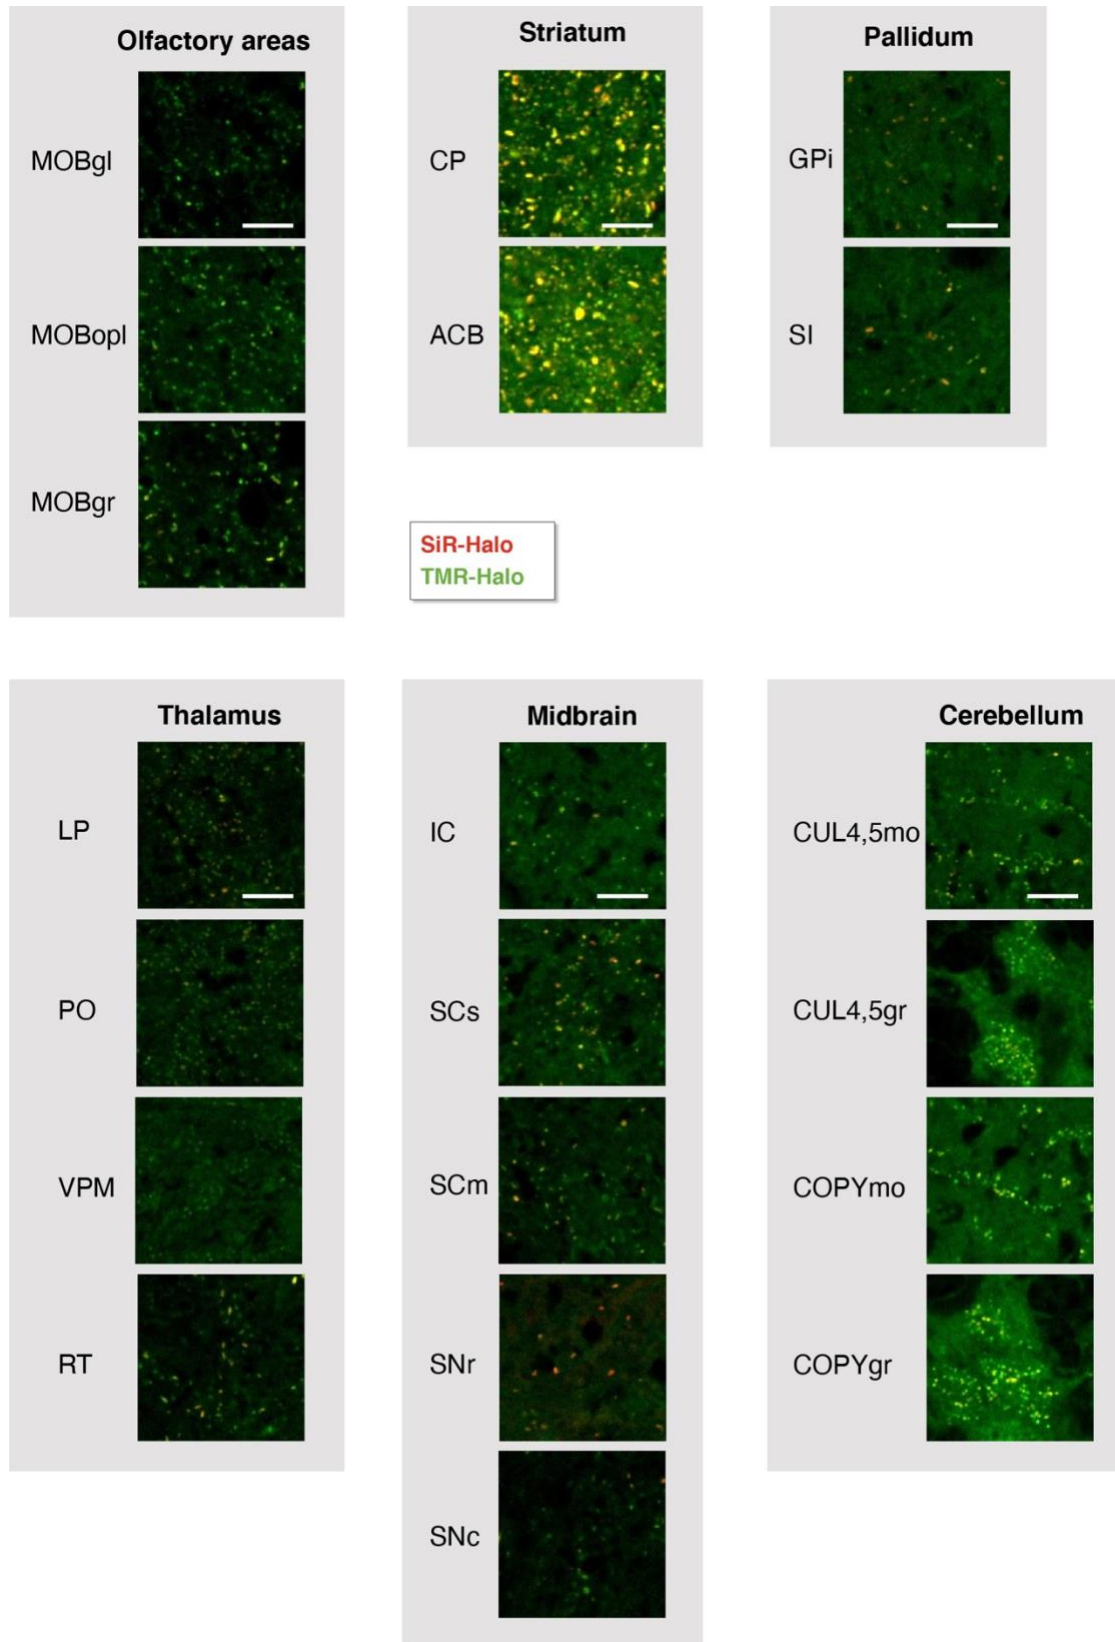 Olfactory areas
MOBgl
MOBopl
MOBgr
Striatum
CP
ACB
Pallidum
GPi
SI
SiR-Halo
TMR-Halo
Thalamus
LP
PO
VPM
RT
Midbrain
IC
SCs
SCm
SNr
SNc
Cerebellum
CUL4,5mo
CUL4,5gr
COPYmo
COPYgr